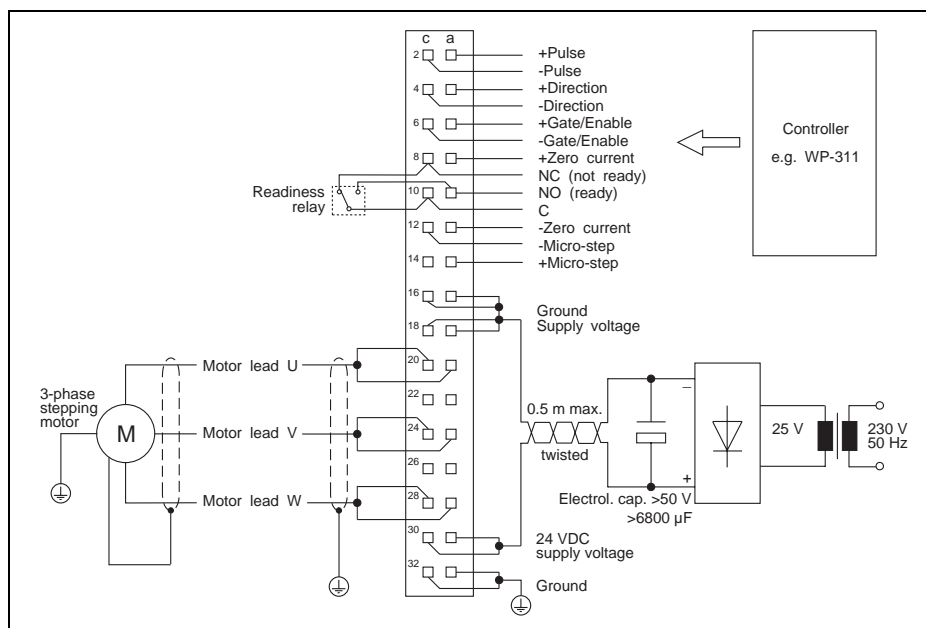 c a
2
+Pulse
-Pulse
4
+Direction
-Direction
6
+Gate/Enable
-Gate/Enable
8
+Zero current
NC (not ready)
10
NO (ready)
C
12
-Zero current
-Micro-step
14
+Micro-step
Controller
e.g. WP-311
Readiness
relay
16
Ground
Supply voltage
18
20
Motor lead U
22
3-phase
stepping
motor
M
24
Motor lead V
26
28
Motor lead W
30
24 VDC
supply voltage
32
Ground
0.5 m max.
twisted
–
+
Electrol. cap. >50 V
>6800 µF
25 V
230 V
50 Hz